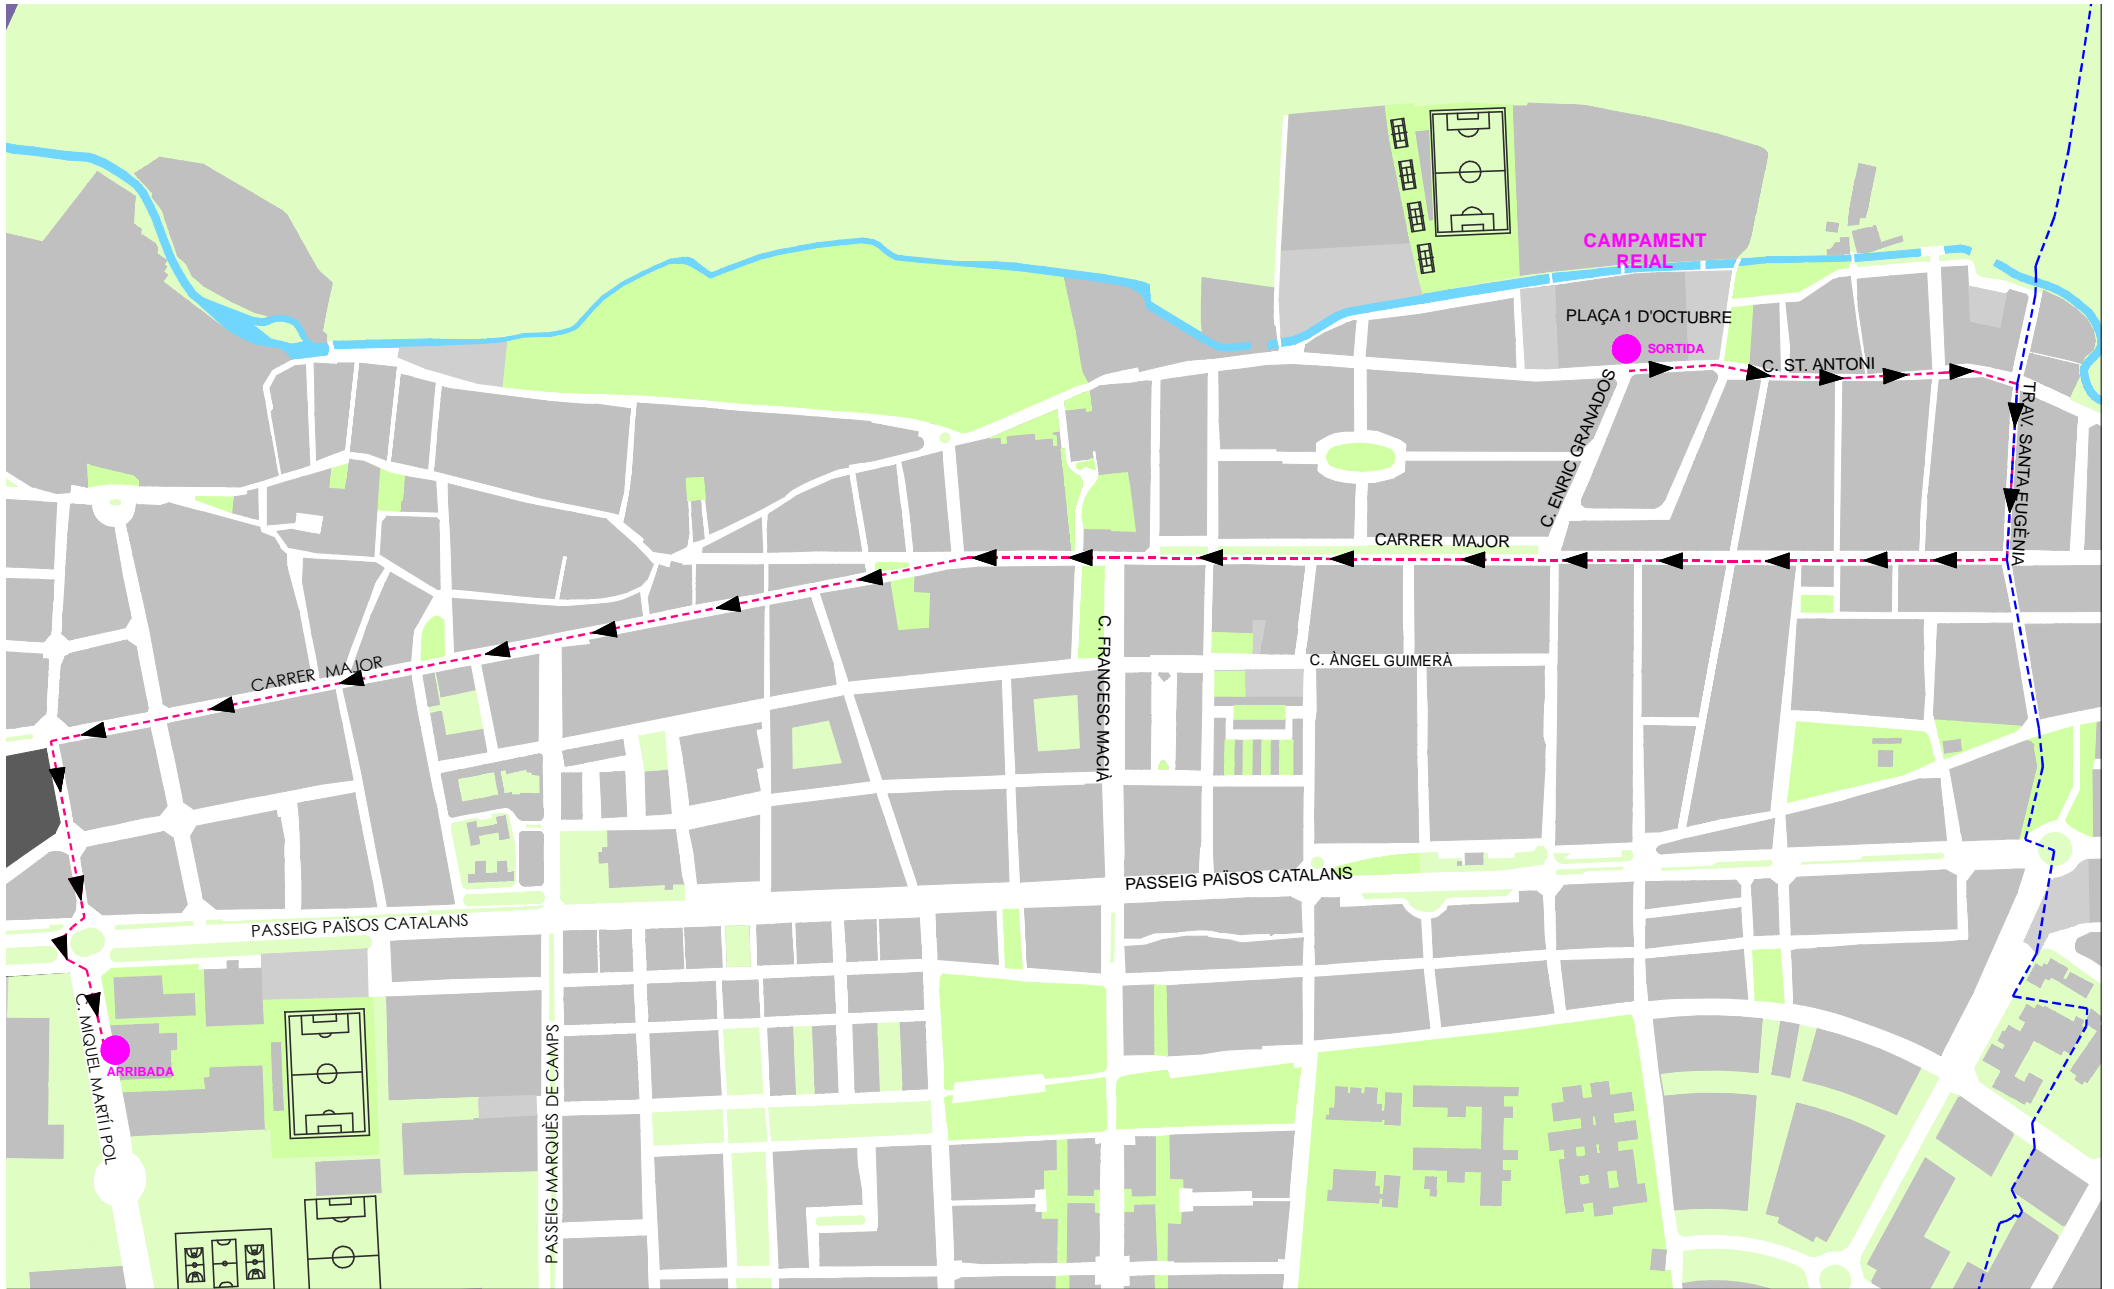 CAMPAMENT
REIAL
PLAÇA 1 D'OCTUBRE
SORTIDA
C. ST. ANTONI
C. ENRIC GRANADOS
TRAV. SANTA EUGÈNIA
CARRER MAJOR
C. FRANCESC MACIÀ
C. ÀNGEL GUIMERÀ
CARRER MAJOR
PASSEIG PAÏSOS CATALANS
PASSEIG PAÏSOS CATALANS
C. MIQUEL MARTÍ I POL
ARRIBADA
PASSEIG MARQUÈS DE CAMPS